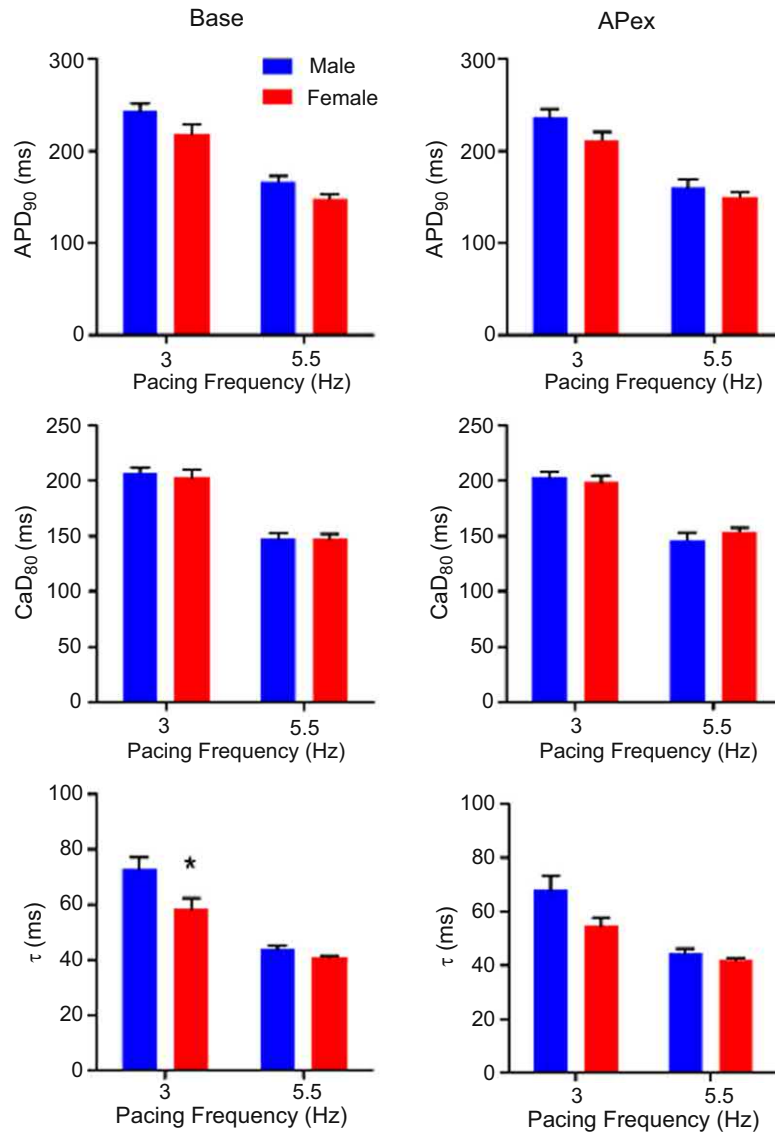 Base
APex
Male
Female
APD90 (ms)
300
200
100
0
3
5.5
Pacing Frequency (Hz)
APD90 (ms)
300
200
100
0
3
5.5
Pacing Frequency (Hz)
CaD80 (ms)
250
200
150
100
50
0
3
5.5
Pacing Frequency (Hz)
CaD80 (ms)
250
200
150
100
50
0
3
5.5
Pacing Frequency (Hz)
τ (ms)
100
80
60
40
20
0
*
3
5.5
Pacing Frequency (Hz)
τ (ms)
100
80
60
40
20
0
3
5.5
Pacing Frequency (Hz)